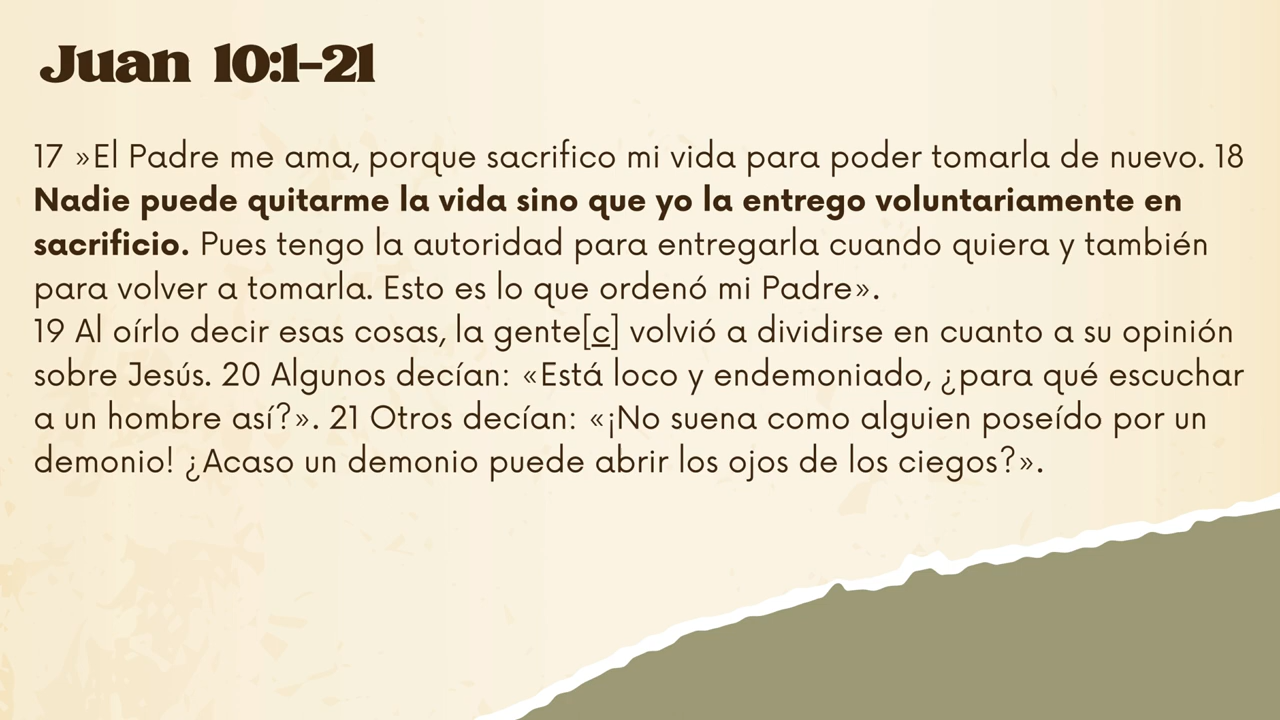 Juan 10:1-21
17 »El Padre me ama, porque sacrifico mi vida para poder tomarla de nuevo. 18
Nadie puede quitarme la vida sino que yo la entrego voluntariamente en
sacrificio. Pues tengo la autoridad para entregarla cuando quiera y también
para volver a tomarla. Esto es lo que ordenó mi Padre».
19 Al oírlo decir esas cosas, la gente[c] volvió a dividirse en cuanto a su opinión
sobre Jesús. 20 Algunos decían: «Está loco y endemoniado, ¿para qué escuchar
a un hombre así?». 21 Otros decían: «¡No suena como alguien poseído por un
demonio! ¿Acaso un demonio puede abrir los ojos de los ciegos?».